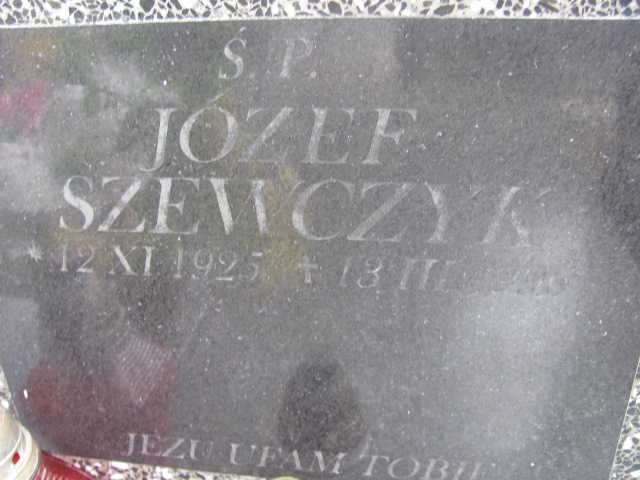 Ś. P.
JÓZEF
SZEWCZYK
* 12 XI 1925 + 13 III
JEZU UFAM TOBIE